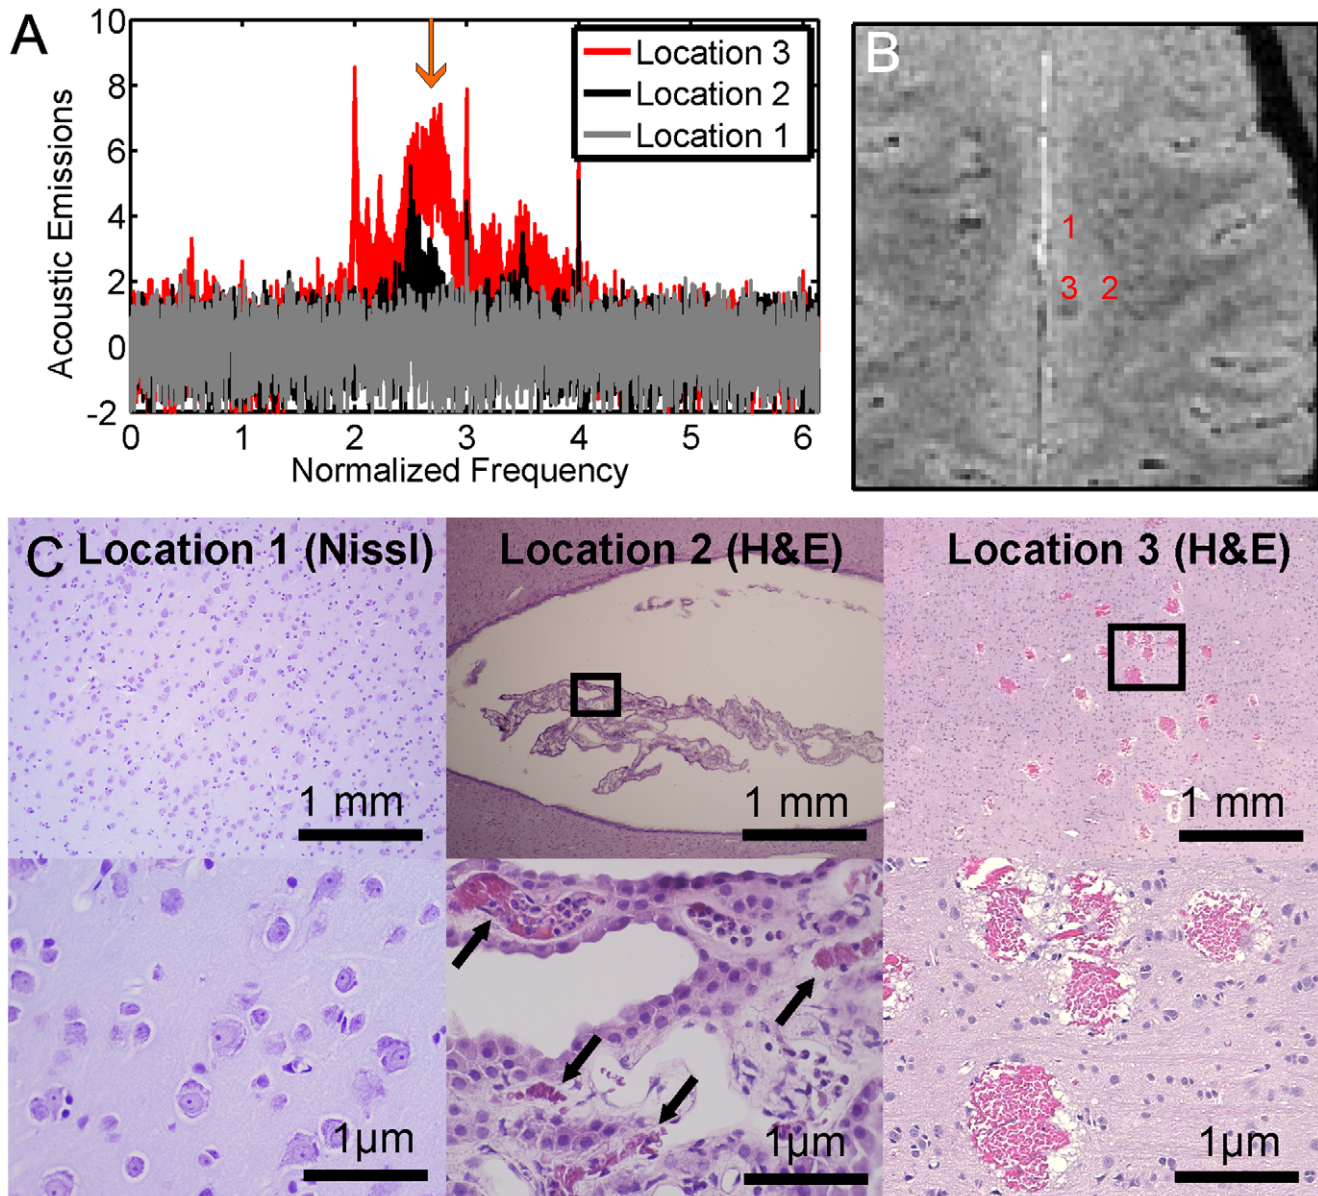 A
10
8
6
4
2
0
-2
Acoustic Emissions
0 1 2 3 4 5 6
Normalized Frequency
Location 3
Location 2
Location 1
B
1
3 2
C Location 1 (Nissl) Location 2 (H&E) Location 3 (H&E)
1 mm 1 mm 1 mm
1μm 1μm 1μm